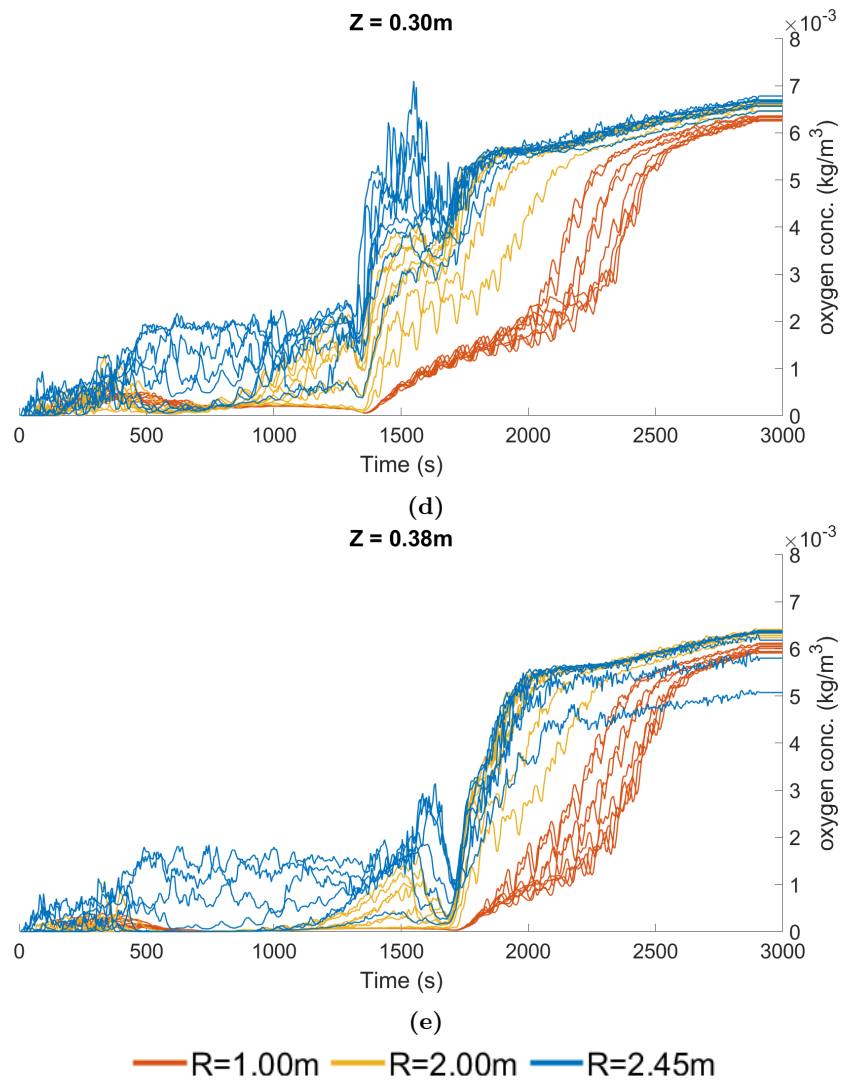 Z = 0.30m
×10-3
8
7
6
5
4
3
2
1
0
oxygen conc. (kg/m3)
0 500 1000 1500 2000 2500 3000
Time (s)
(d)
Z = 0.38m
×10-3
8
7
6
5
4
3
2
1
0
oxygen conc. (kg/m3)
0 500 1000 1500 2000 2500 3000
Time (s)
(e)
R=1.00m R=2.00m R=2.45m